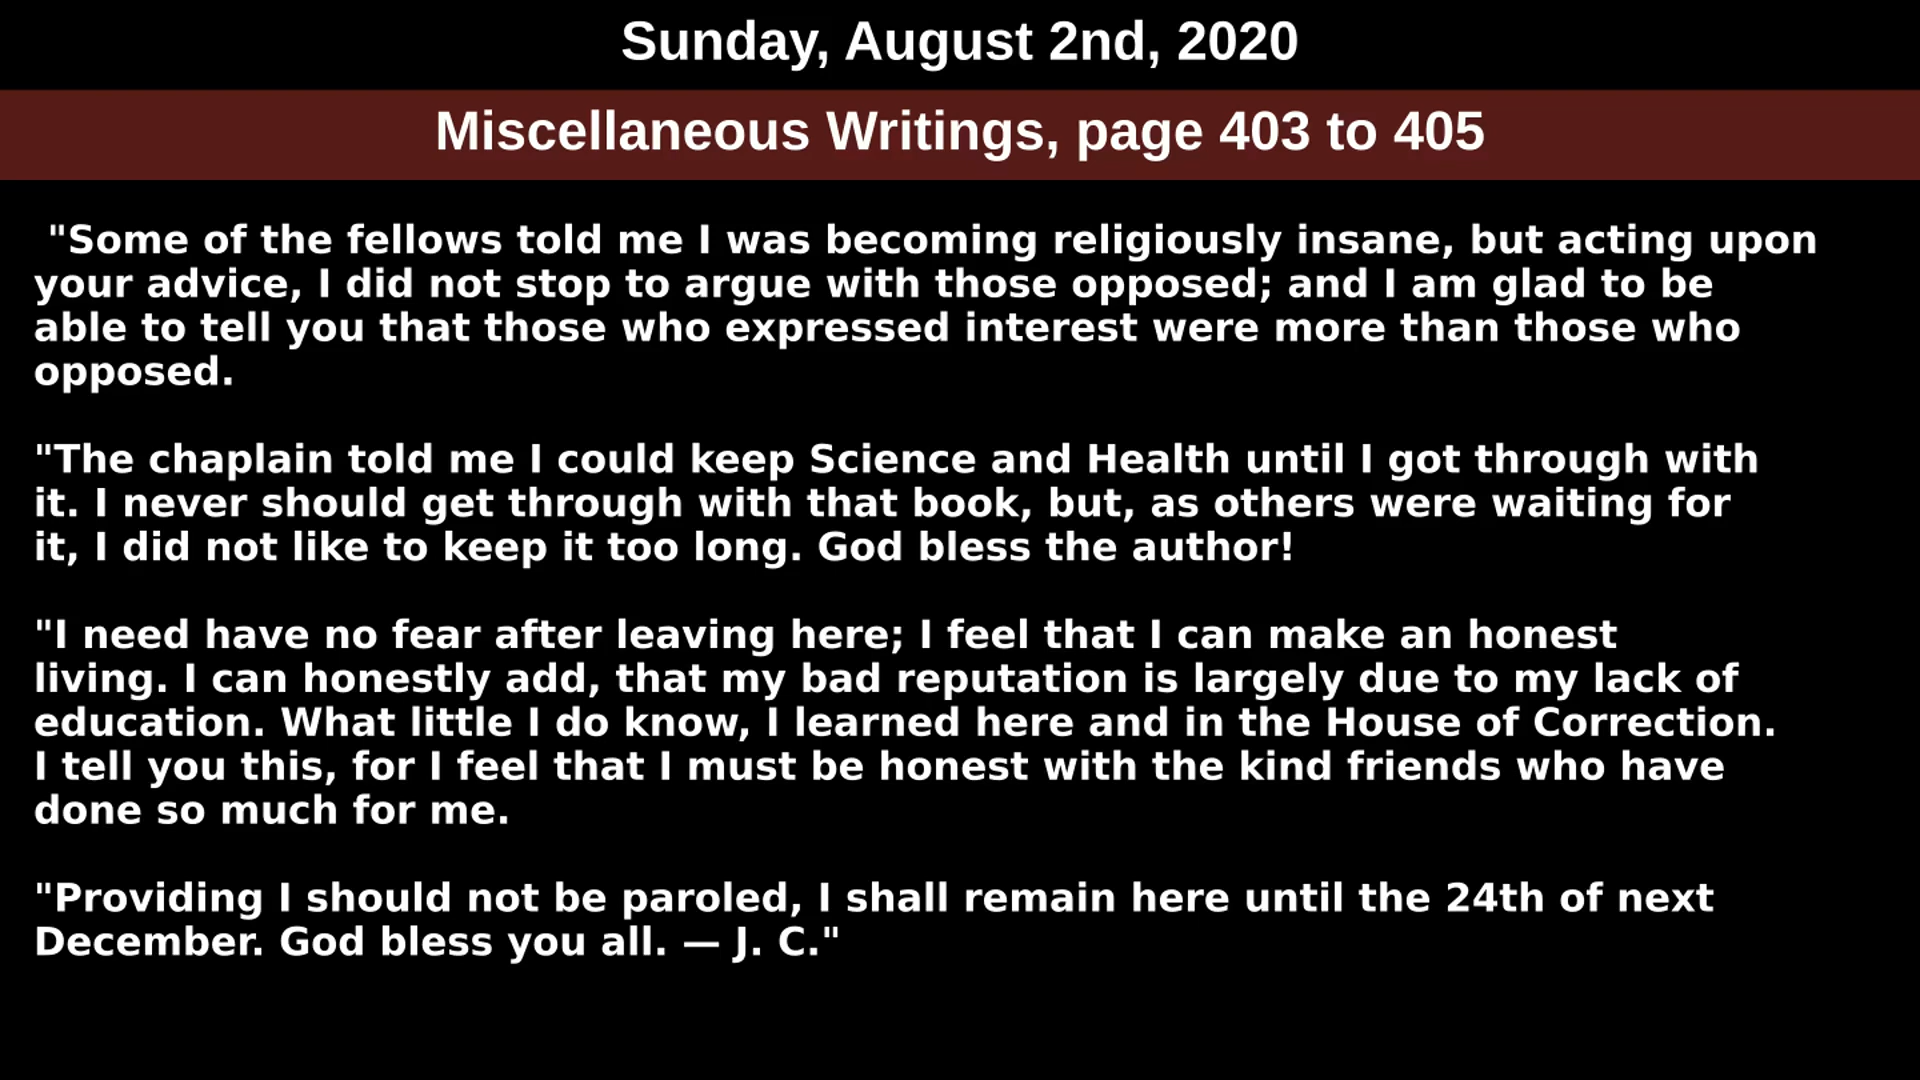 Sunday, August 2nd, 2020
Miscellaneous Writings, page 403 to 405
"Some of the fellows told me I was becoming religiously insane, but acting upon
your advice, I did not stop to argue with those opposed; and I am glad to be
able to tell you that those who expressed interest were more than those who
opposed.
"The chaplain told me I could keep Science and Health until I got through with
it. I never should get through with that book, but, as others were waiting for
it, I did not like to keep it too long. God bless the author!
"I need have no fear after leaving here; I feel that I can make an honest
living. I can honestly add, that my bad reputation is largely due to my lack of
education. What little I do know, I learned here and in the House of Correction.
I tell you this, for I feel that I must be honest with the kind friends who have
done so much for me.
"Providing I should not be paroled, I shall remain here until the 24th of next
December. God bless you all. — J. C."